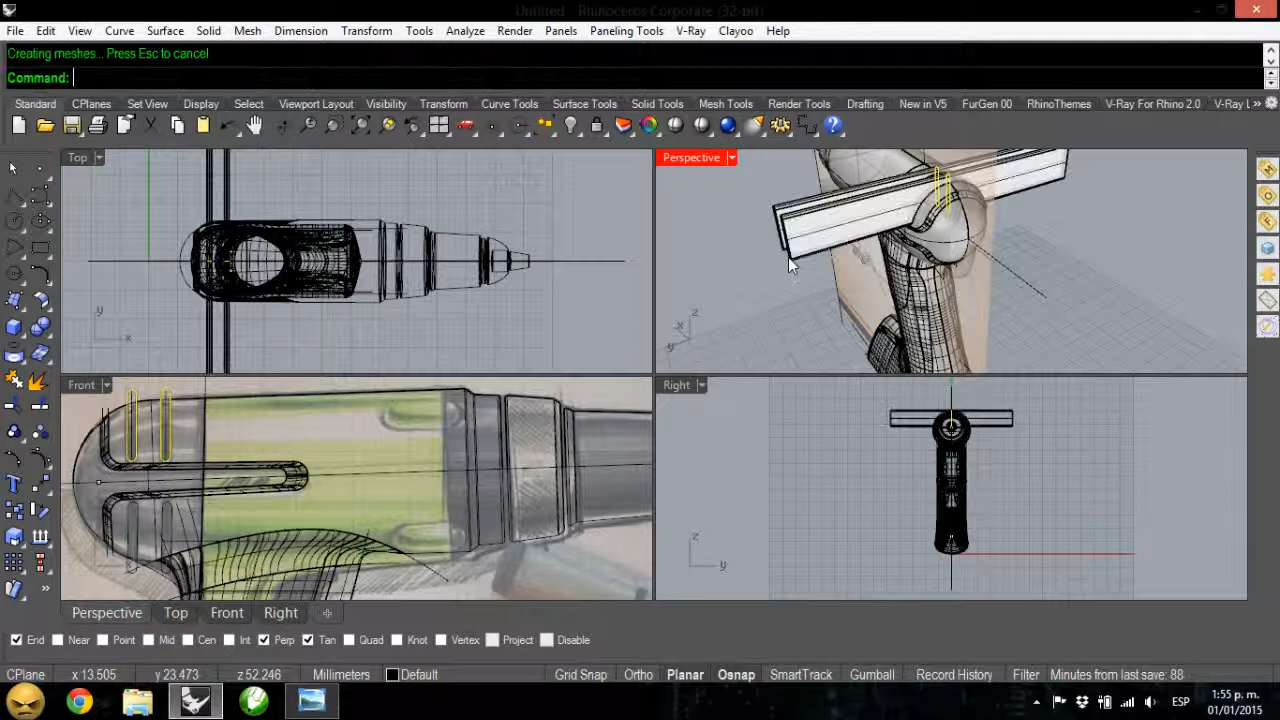 Untitled - Rhinoceros Corporate (32-bit)
File Edit View Curve Surface Solid Mesh Dimension Transform Tools Analyze Render Panels Paneling Tools V-Ray Clayoo Help
Creating meshes... Press Esc to cancel
Command:
Standard CPlanes Set View Display Select Viewport Layout Visibility Transform Curve Tools Surface Tools Solid Tools Mesh Tools Render Tools Drafting New in V5 FurGen 00 RhinoThemes V-Ray For Rhino 2.0 V-Ray L
Top
Perspective
y
x
z
x
y
Front
Right
z
y
Perspective Top Front Right
End Near Point Mid Cen Int Perp Tan Quad Knot Vertex Project Disable
CPlane x 13.505 y 23.473 z 52.246 Millimeters Default Grid Snap Ortho Planar Osnap SmartTrack Gumball Record History Filter Minutes from last save: 88
ESP
1:55 p. m.
01/01/2015